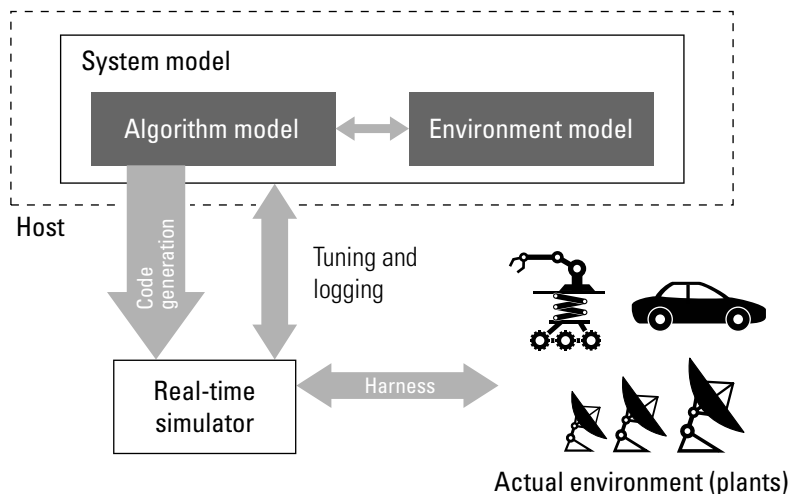 System model
Algorithm model
Environment model
Host
Code
generation
Tuning and
logging
Real-time
simulator
Harness
Actual environment (plants)